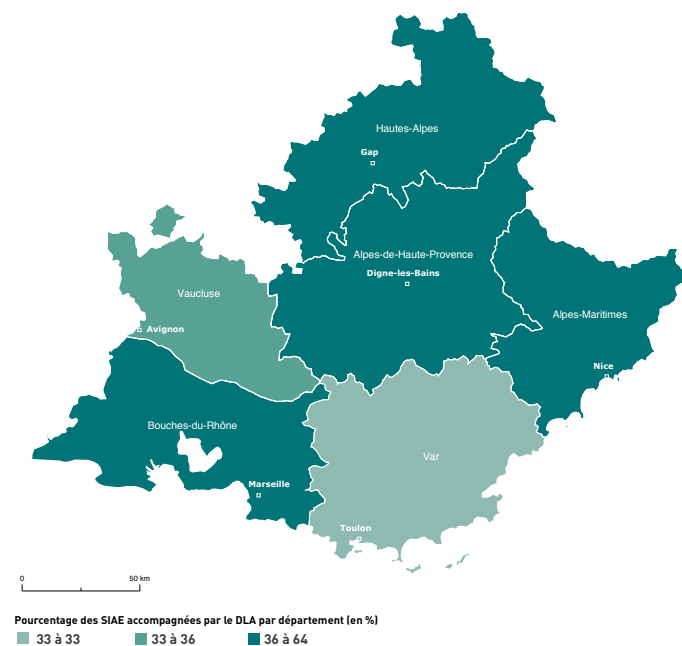 Hautes-Alpes
Gap
Alpes-de-Haute-Provence
Digne-les-Bains
Vaucluse
Avignon
Alpes-Maritimes
Nice
Bouches-du-Rhône
Marseille
Var
Toulon
0 50 km
Pourcentage des SIAE accompagnées par le DLA par département (en %)
33 à 33 33 à 36 36 à 64